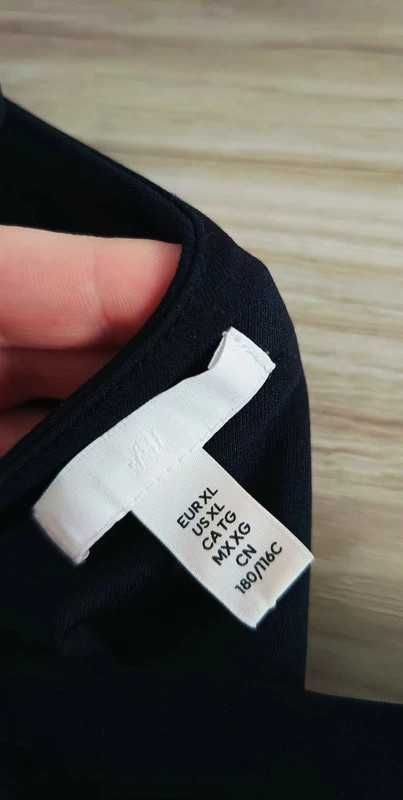 H&M
EUR XL
US XL
CA TG
MX XG
CN
180/116C